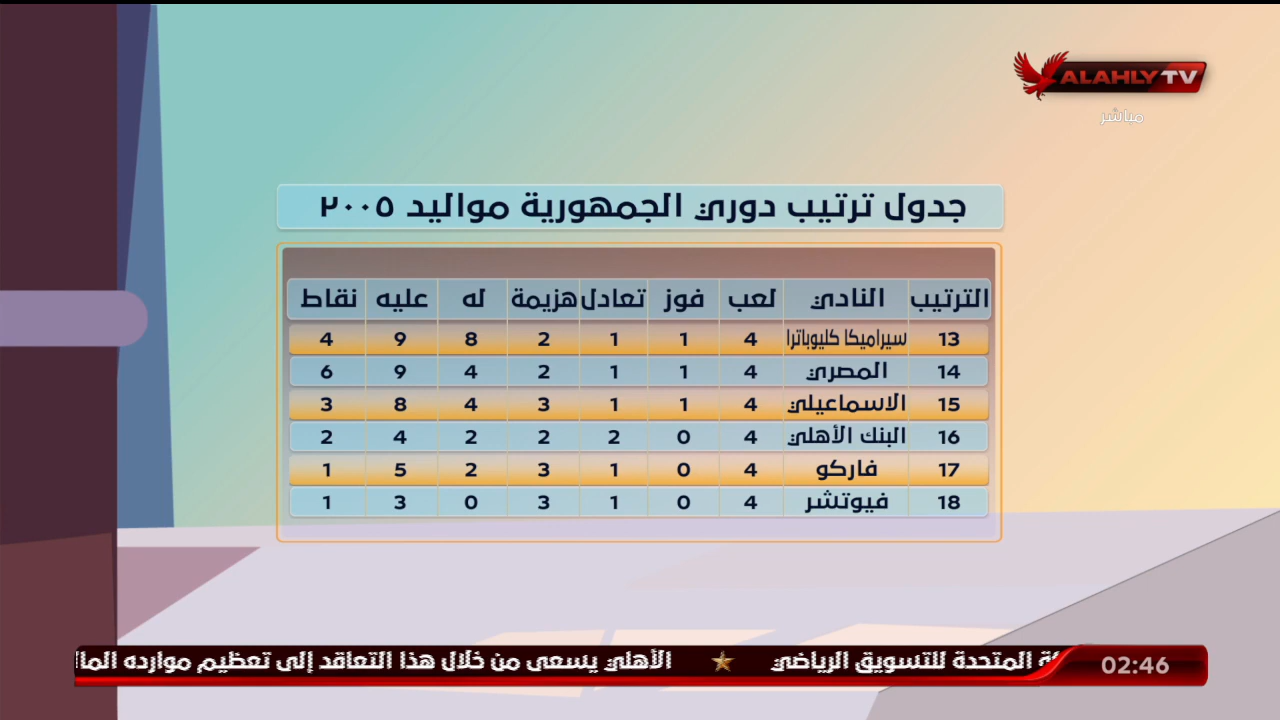 ALAHLY TV
مباشر
جدول ترتيب دوري الجمهورية مواليد ٢٠٠٥
الترتيب النادي لعب فوز تعادل هزيمة له عليه نقاط
13 سيراميكا كليوباترا 4 1 1 2 8 9 4
14 المصري 4 1 1 2 4 9 6
15 الاسماعيلي 4 1 1 3 4 8 3
16 البنك الأهلي 4 0 2 2 2 4 2
17 فاركو 4 0 1 3 2 5 1
18 فيوتشر 4 0 1 3 0 3 1
02:46 المتحدة للتسويق الرياضي الأهلي يسعى من خلال هذا التعاقد إلى تعظيم موارده